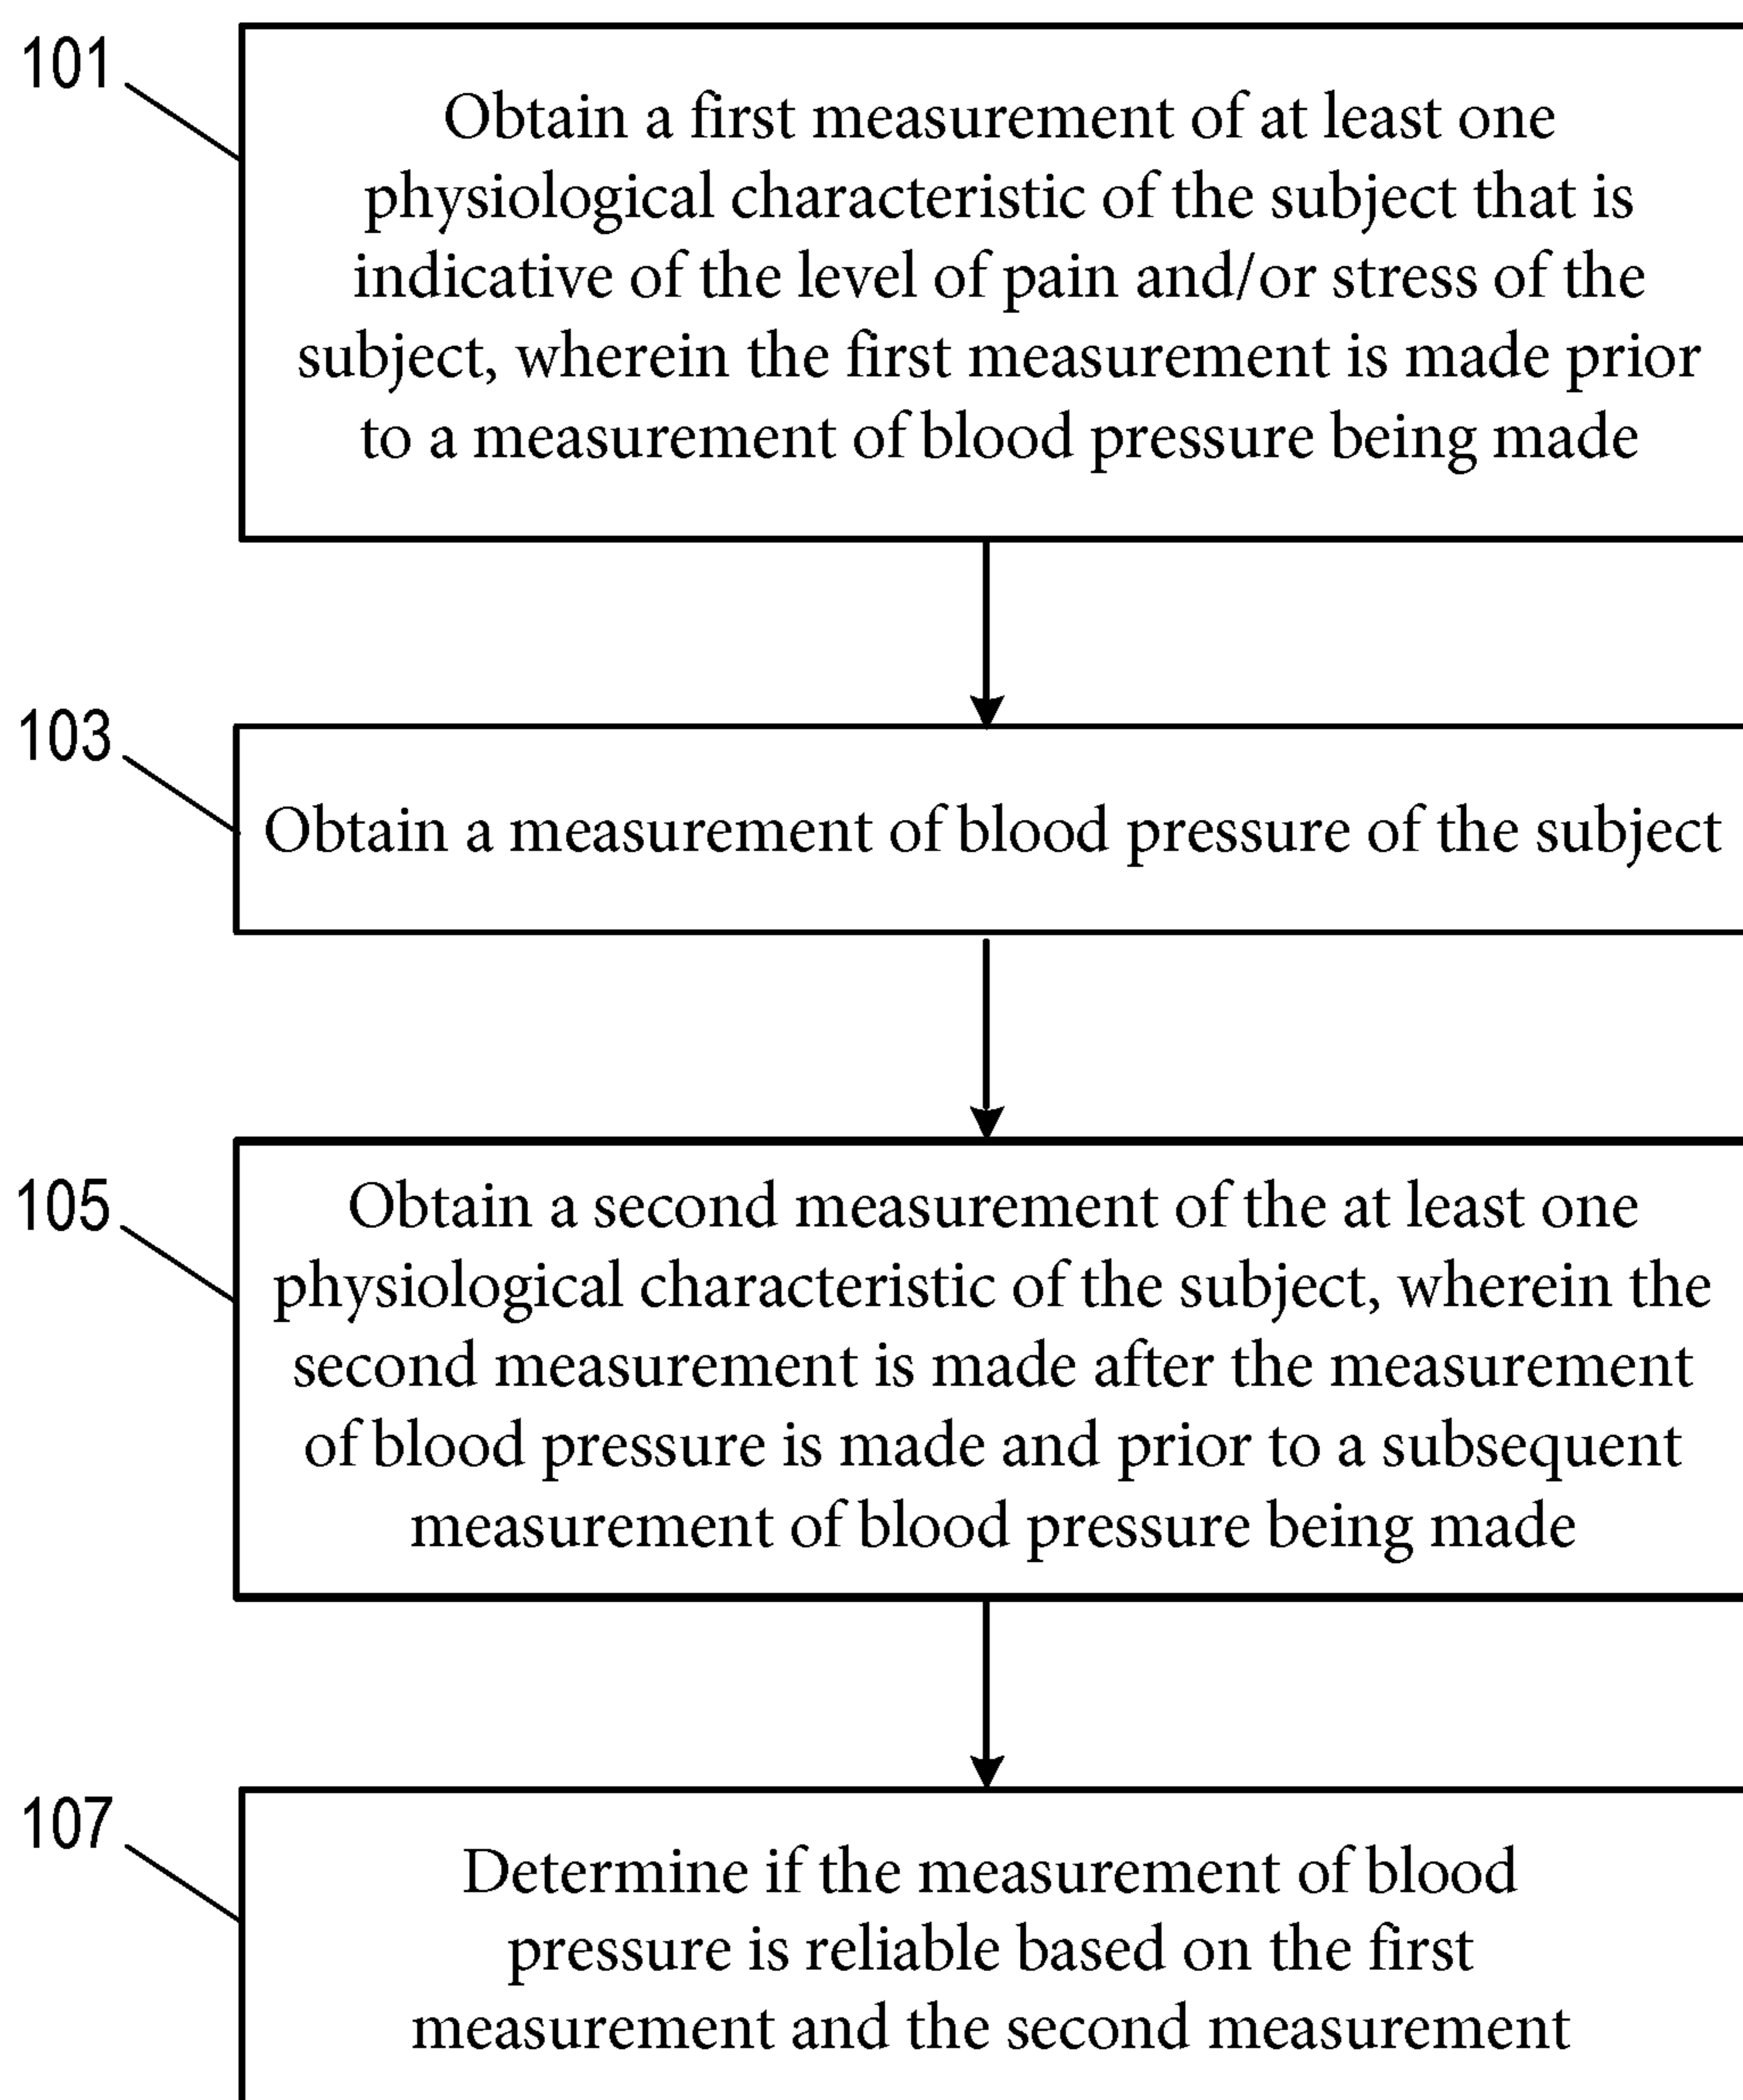 101
Obtain a first measurement of at least one
physiological characteristic of the subject that is
indicative of the level of pain and/or stress of the
subject, wherein the first measurement is made prior
to a measurement of blood pressure being made
103
Obtain a measurement of blood pressure of the subject
105
Obtain a second measurement of the at least one
physiological characteristic of the subject, wherein the
second measurement is made after the measurement
of blood pressure is made and prior to a subsequent
measurement of blood pressure being made
107
Determine if the measurement of blood
pressure is reliable based on the first
measurement and the second measurement